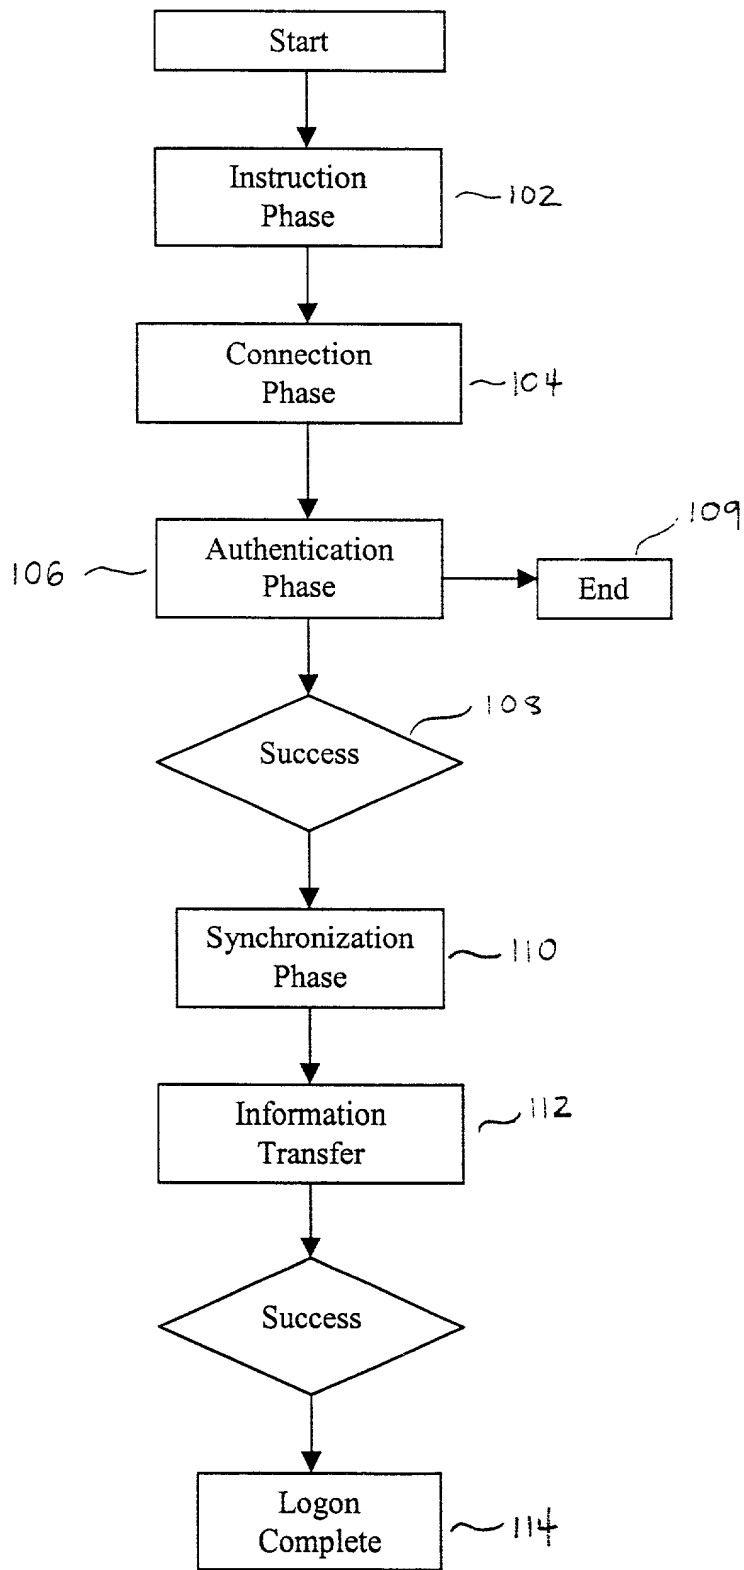 Start
Instruction
Phase
102
Connection
Phase
104
109
Authentication
Phase
106
End
108
Success
Synchronization
Phase
110
Information
Transfer
112
Success
Logon
Complete
114